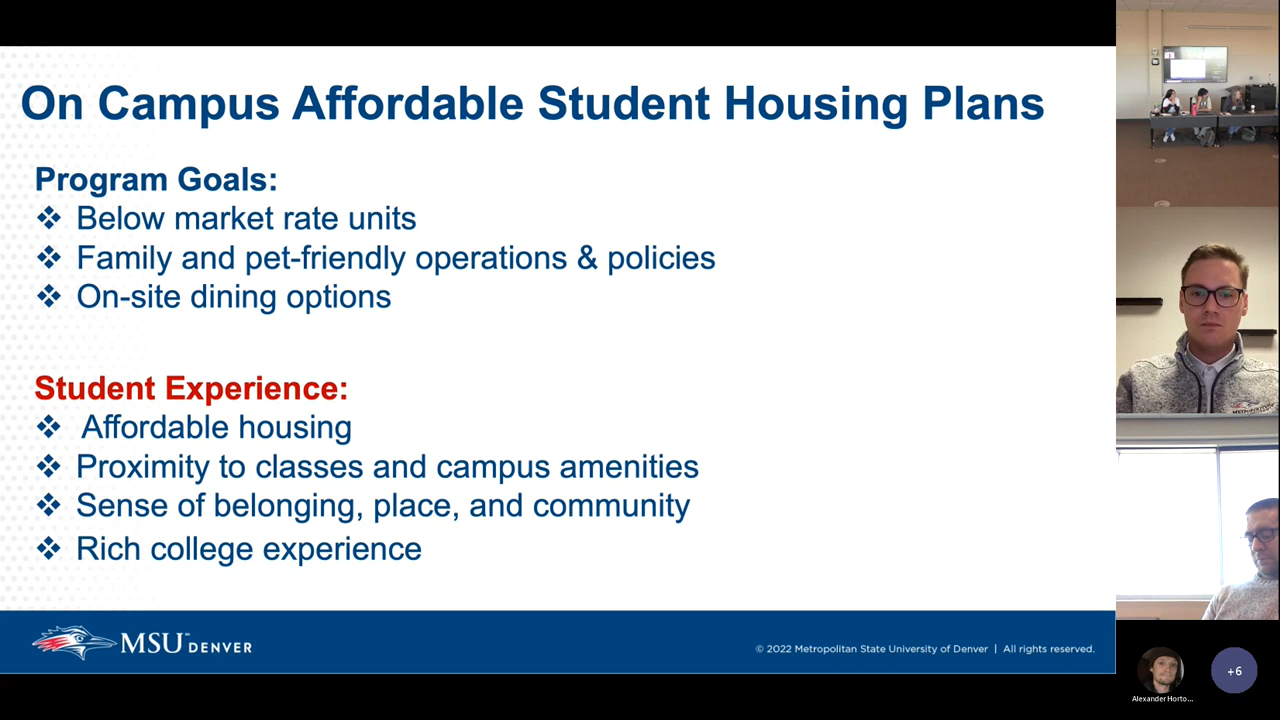 On Campus Affordable Student Housing Plans
Program Goals:
❖ Below market rate units
❖ Family and pet-friendly operations & policies
❖ On-site dining options
Student Experience:
❖ Affordable housing
❖ Proximity to classes and campus amenities
❖ Sense of belonging, place, and community
❖ Rich college experience
MSU DENVER
© 2022 Metropolitan State University of Denver | All rights reserved.
Alexander Horto...
+6